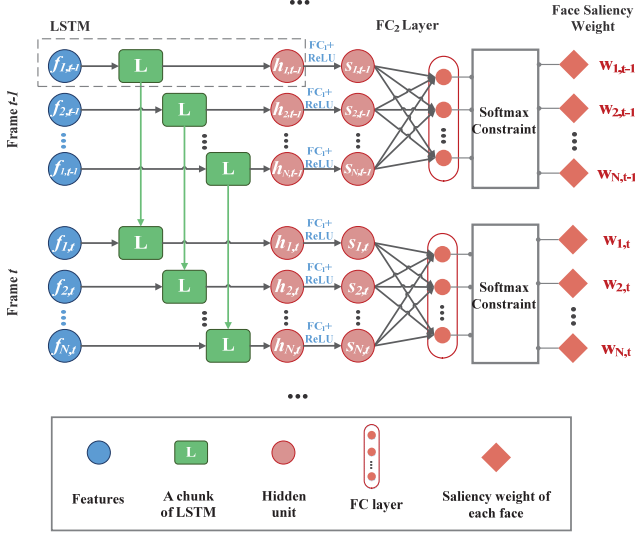 ...
LSTM
FC₂ Layer
Face Saliency
Weight
Frame t-1
f1,t-1
L
h1,t-1
FC₁+
ReLU
s1,t-1
w1,t-1
f2,t-1
L
h2,t-1
FC₁+
ReLU
s2,t-1
Softmax
Constraint
w2,t-1
...
f1,t-1
L
hN,t-1
FC₁+
ReLU
sN,t-1
wN,t-1
Frame t
f1,t
L
h1,t
FC₁+
ReLU
s1,t
w1,t
f2,t
L
h2,t
FC₁+
ReLU
s2,t
Softmax
Constraint
w2,t
...
fN,t
L
hN,t
FC₁+
ReLU
sN,t
wN,t
...
L
Features
A chunk
of LSTM
Hidden
unit
FC layer
Saliency weight of
each face